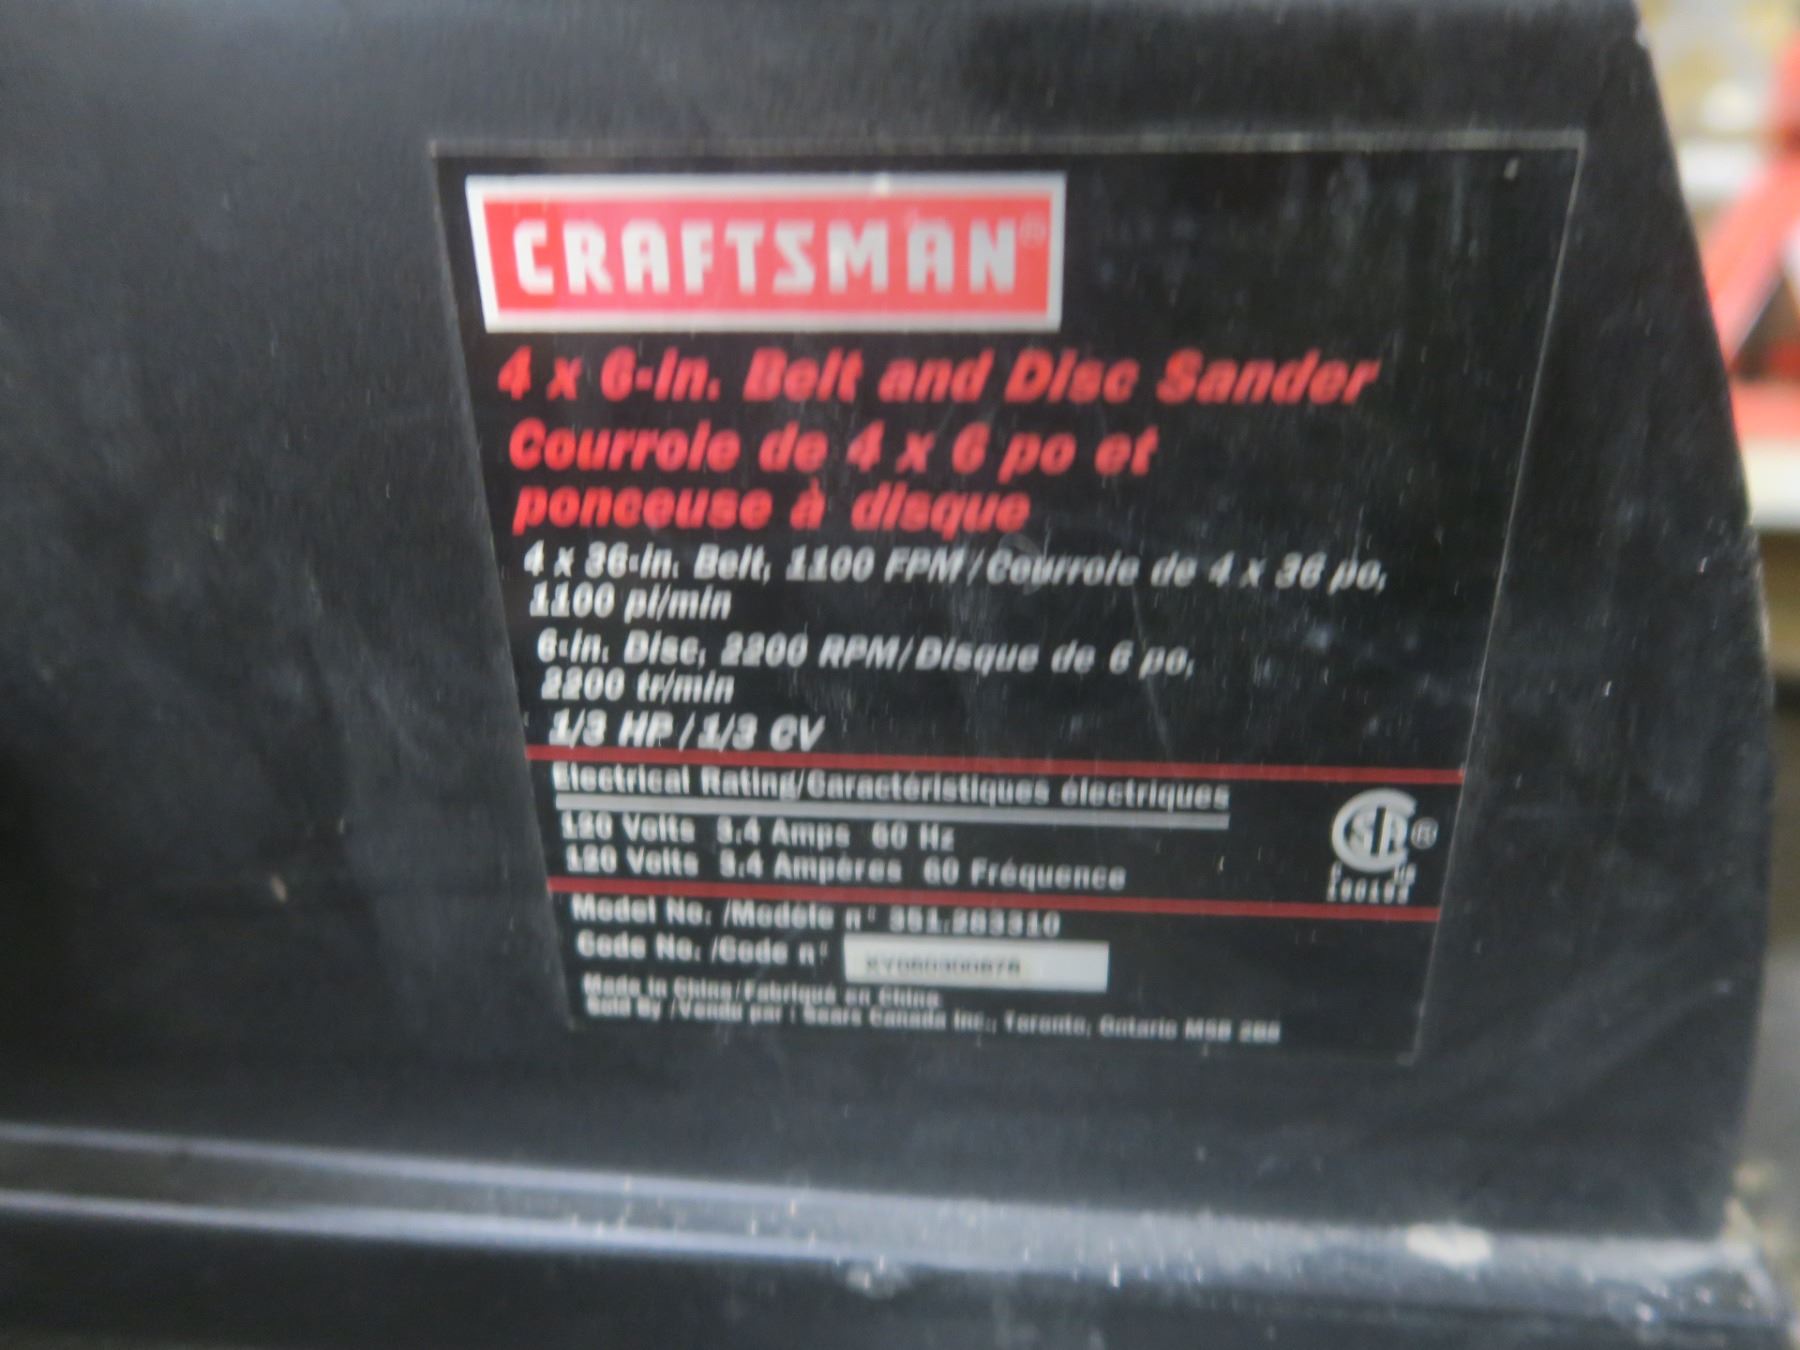 CRAFTSMAN®
4 x 6-in. Belt and Disc Sander
Courroie de 4 x 6 po et
ponceuse à disque
4 x 36-in. Belt, 1100 FPM/Courroie de 4 x 36 po,
1100 pi/min
6-in. Disc, 2200 RPM/Disque de 6 po,
2200 tr/min
1/3 HP / 1/3 CV
Electrical Rating/Caractéristiques électriques
120 Volts 3.4 Amps 60 Hz
120 Volts 3.4 Ampères 60 Fréquence
Model No. /Modèle n° 351.283310
Code No. /Code n°
Made in China/Fabriqué en Chine
Sold By /Vendu par : Sears Canada Inc., Toronto, Ontario M5B 2B8